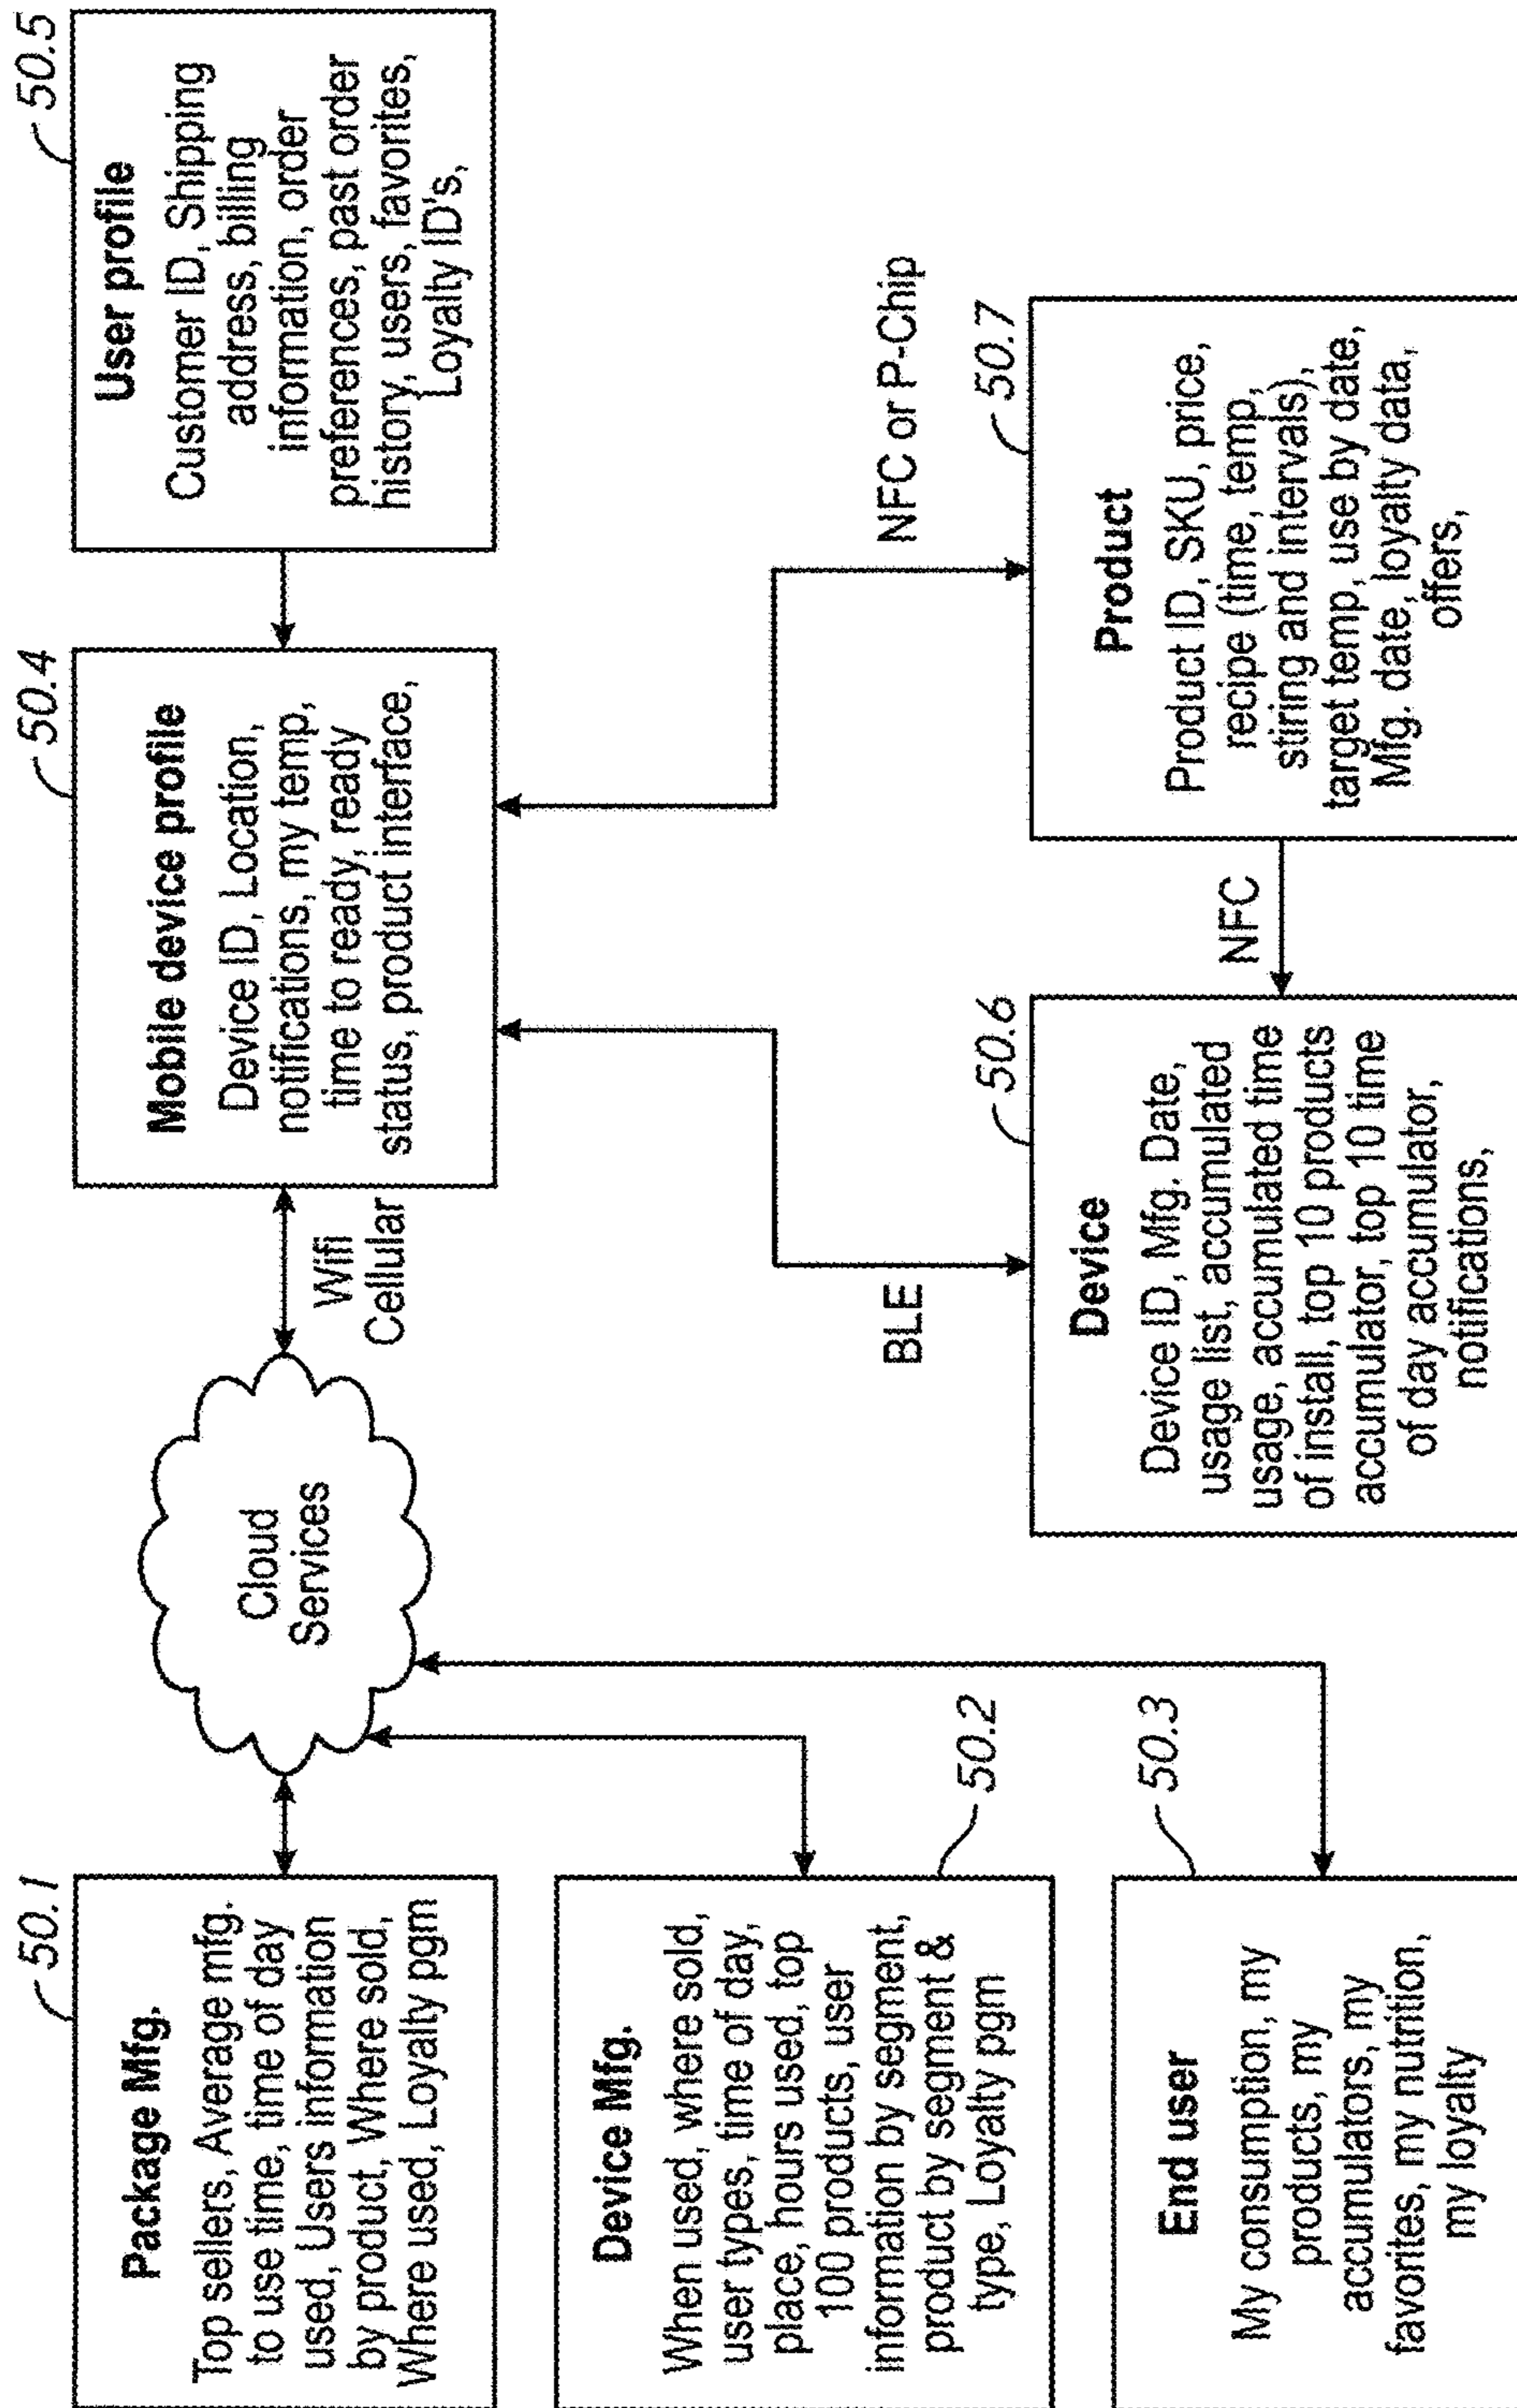 50.1
Package Mfg.
Top sellers, Average mfg.
to use time, time of day
used, Users information
by product, Where sold,
Where used, Loyalty pgm
Cloud
Services
Wifi
Cellular
50.4
Mobile device profile
Device ID, Location,
notifications, my temp,
time to ready, ready
status, product interface,
50.5
User profile
Customer ID, Shipping
address, billing
information, order
preferences, past order
history, users, favorites,
Loyalty ID's,
Device Mfg.
When used, where sold,
user types, time of day,
place, hours used, top
100 products, user
information by segment,
product by segment &
type, Loyalty pgm
50.2
BLE
NFC or P-Chip
50.3
End user
My consumption, my
products, my
accumulators, my
favorites, my nutrition,
my loyalty
50.6
Device
Device ID, Mfg. Date,
usage list, accumulated
usage, accumulated time
of install, top 10 products
accumulator, top 10 time
of day accumulator,
notifications,
NFC
50.7
Product
Product ID, SKU, price,
recipe (time, temp,
stiring and intervals),
target temp, use by date,
Mfg. date, loyalty data,
offers,